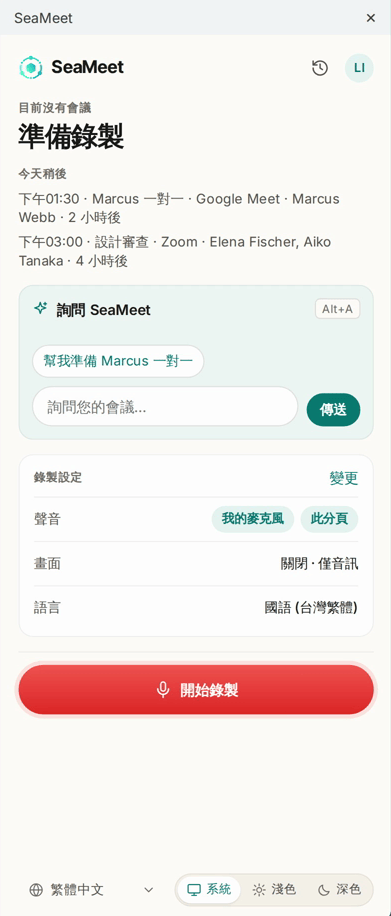 SeaMeet
SeaMeet
LI
目前沒有會議
準備錄製
今天稍後
下午01:30 · Marcus 一對一 · Google Meet · Marcus
Webb · 2 小時後
下午03:00 · 設計審查 · Zoom · Elena Fischer, Aiko
Tanaka · 4 小時後
詢問 SeaMeet
Alt+A
幫我準備 Marcus 一對一
詢問您的會議...
傳送
錄製設定
變更
聲音
我的麥克風
此分頁
畫面
關閉 · 僅音訊
語言
國語 (台灣繁體)
開始錄製
繁體中文
系統
淺色
深色